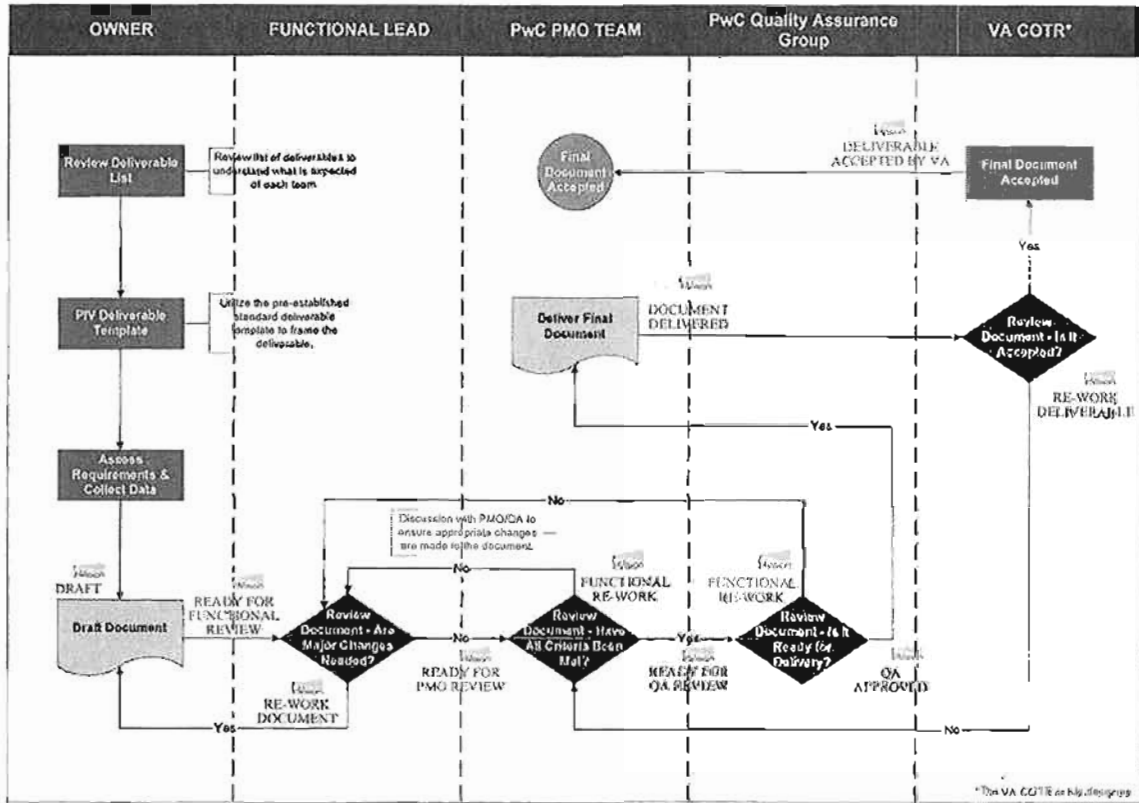 OWNER
FUNCTIONAL LEAD
PwC PMO TEAM
PwC Quality Assurance
Group
VA COTR*
Review Deliverable
List
Review list of deliverables to
understand what is expected
of each team
Final
Document
Accepted
DELIVERABLE
ACCEPTED BY VA
Final Document
Accepted
Yes
PIV Deliverable
Template
Utilize the pre-established
standard deliverable
template to frame the
deliverable.
Deliver Final
Document
DOCUMENT
DELIVERED
Review
Document - Is It
Accepted?
RE-WORK
DELIVERABLE
Yes
Assess
Requirements &
Collect Data
No
Discussion with PMO/QA to
ensure appropriate changes
are made to the document.
No
DRAFT
Draft Document
READY FOR
FUNCTIONAL
REVIEW
Review
Document - Are
Major Changes
Needed?
No
READY FOR
PMO REVIEW
FUNCTIONAL
RE-WORK
Review
Document - Have
All Criteria Been
Met?
Yes
READY FOR
QA REVIEW
FUNCTIONAL
RE-WORK
Review
Document - Is It
Ready for
Delivery?
QA
APPROVED
RE-WORK
DOCUMENT
Yes
No
*The VA COTR or his designee